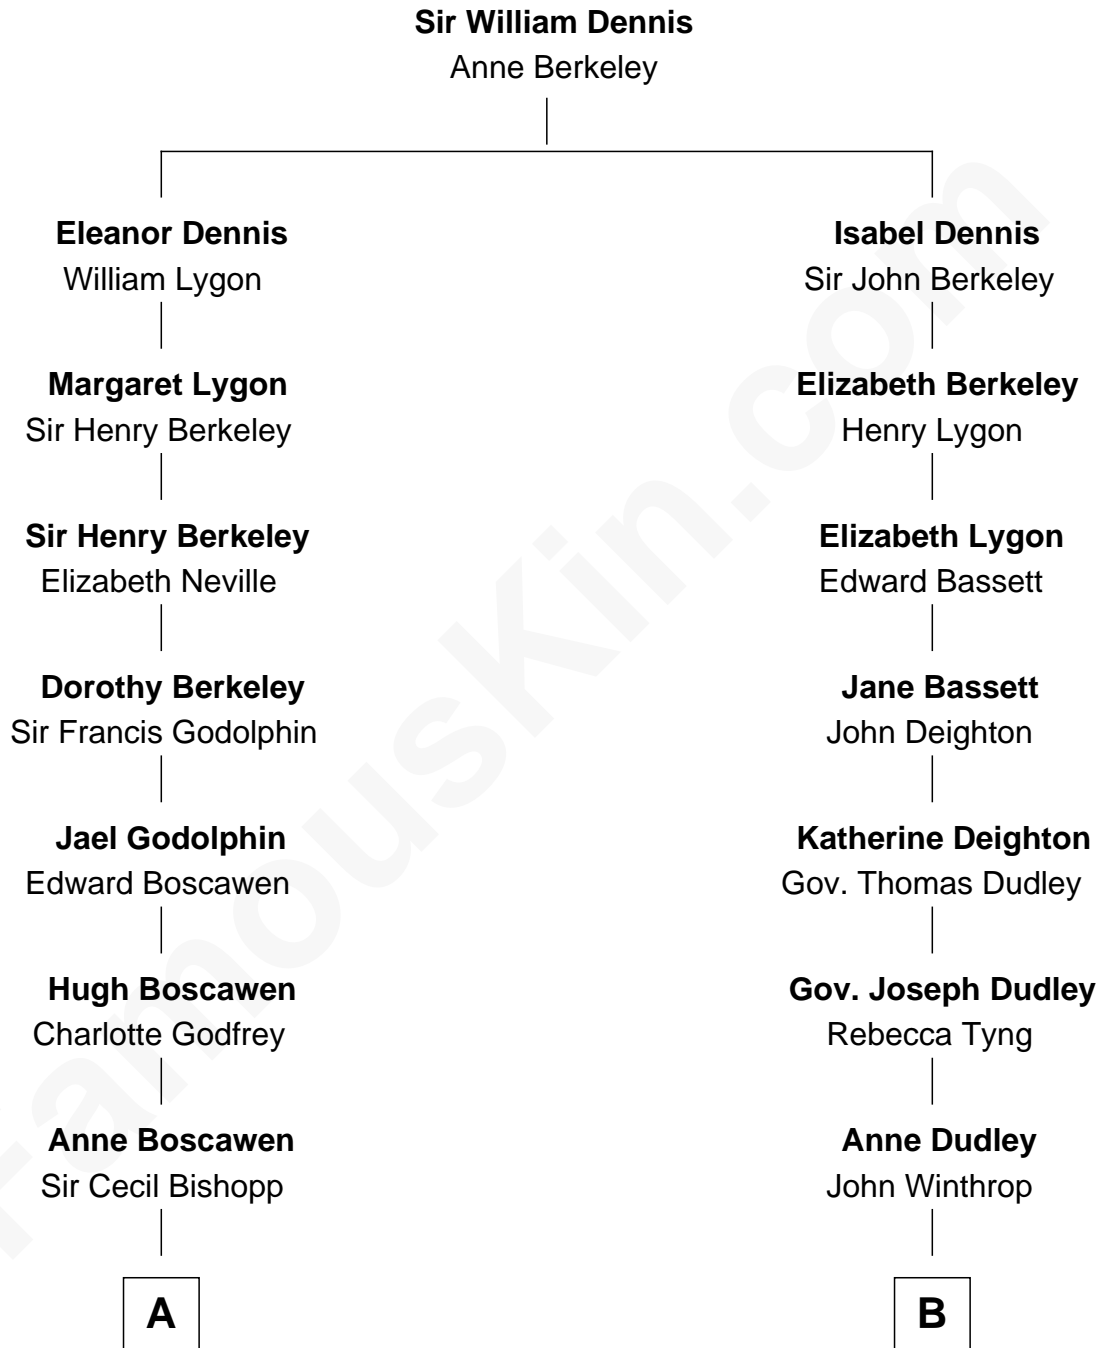 Sir William Dennis
Anne Berkeley
Eleanor Dennis
William Lygon
Isabel Dennis
Sir John Berkeley
Margaret Lygon
Sir Henry Berkeley
Elizabeth Berkeley
Henry Lygon
Sir Henry Berkeley
Elizabeth Neville
Elizabeth Lygon
Edward Bassett
Dorothy Berkeley
Sir Francis Godolphin
Jane Bassett
John Deighton
Jael Godolphin
Edward Boscawen
Katherine Deighton
Gov. Thomas Dudley
Hugh Boscawen
Charlotte Godfrey
Gov. Joseph Dudley
Rebecca Tyng
Anne Boscawen
Sir Cecil Bishopp
Anne Dudley
John Winthrop
A
B
FamousKin.com